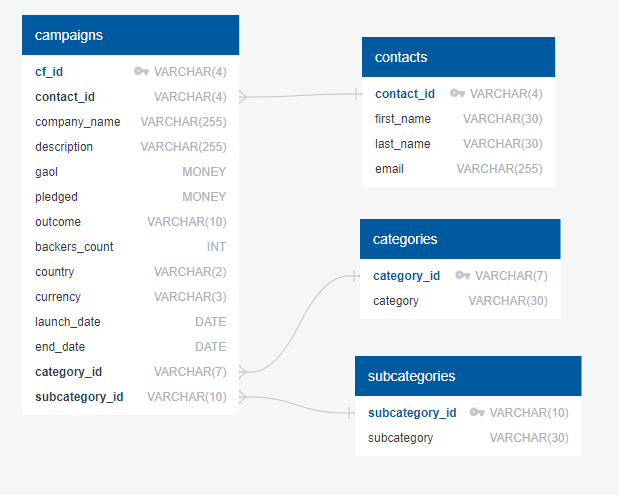 campaigns
cf_id VARCHAR(4)
contact_id VARCHAR(4)
company_name VARCHAR(255)
description VARCHAR(255)
gaol MONEY
pledged MONEY
outcome VARCHAR(10)
backers_count INT
country VARCHAR(2)
currency VARCHAR(3)
launch_date DATE
end_date DATE
category_id VARCHAR(7)
subcategory_id VARCHAR(10)
contacts
contact_id VARCHAR(4)
first_name VARCHAR(30)
last_name VARCHAR(30)
email VARCHAR(255)
categories
category_id VARCHAR(7)
category VARCHAR(30)
subcategories
subcategory_id VARCHAR(10)
subcategory VARCHAR(30)